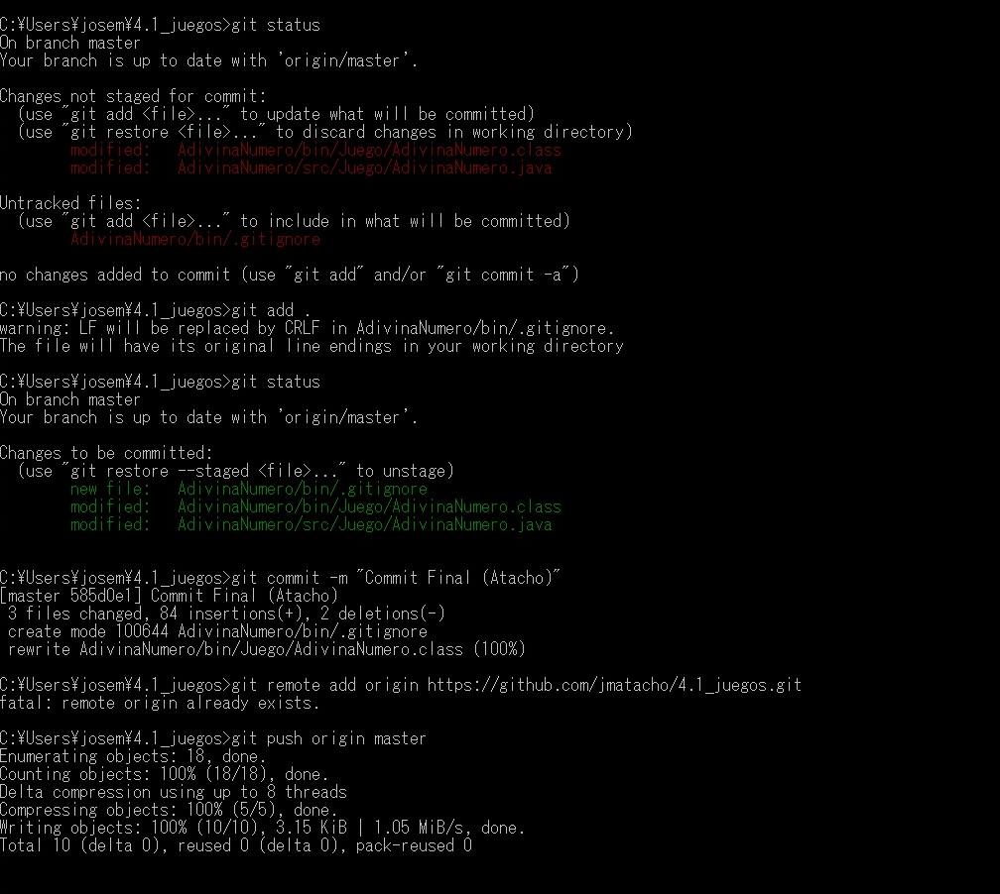 C:¥Users¥josem¥4.1_juegos>git status
On branch master
Your branch is up to date with 'origin/master'.
Changes not staged for commit:
(use "git add <file>..." to update what will be committed)
(use "git restore <file>..." to discard changes in working directory)
modified: AdivinaNumero/bin/Juego/AdivinaNumero.class
modified: AdivinaNumero/src/Juego/AdivinaNumero.java
Untracked files:
(use "git add <file>..." to include in what will be committed)
AdivinaNumero/bin/.gitignore
no changes added to commit (use "git add" and/or "git commit -a")
C:¥Users¥josem¥4.1_juegos>git add .
warning: LF will be replaced by CRLF in AdivinaNumero/bin/.gitignore.
The file will have its original line endings in your working directory
C:¥Users¥josem¥4.1_juegos>git status
On branch master
Your branch is up to date with 'origin/master'.
Changes to be committed:
(use "git restore --staged <file>..." to unstage)
new file: AdivinaNumero/bin/.gitignore
modified: AdivinaNumero/bin/Juego/AdivinaNumero.class
modified: AdivinaNumero/src/Juego/AdivinaNumero.java
C:¥Users¥josem¥4.1_juegos>git commit -m "Commit Final (Atacho)"
[master 585d0e1] Commit Final (Atacho)
3 files changed, 84 insertions(+), 2 deletions(-)
create mode 100644 AdivinaNumero/bin/.gitignore
rewrite AdivinaNumero/bin/Juego/AdivinaNumero.class (100%)
C:¥Users¥josem¥4.1_juegos>git remote add origin https://github.com/jmatacho/4.1_juegos.git
fatal: remote origin already exists.
C:¥Users¥josem¥4.1_juegos>git push origin master
Enumerating objects: 18, done.
Counting objects: 100% (18/18), done.
Delta compression using up to 8 threads
Compressing objects: 100% (5/5), done.
Writing objects: 100% (10/10), 3.15 KiB | 1.05 MiB/s, done.
Total 10 (delta 0), reused 0 (delta 0), pack-reused 0